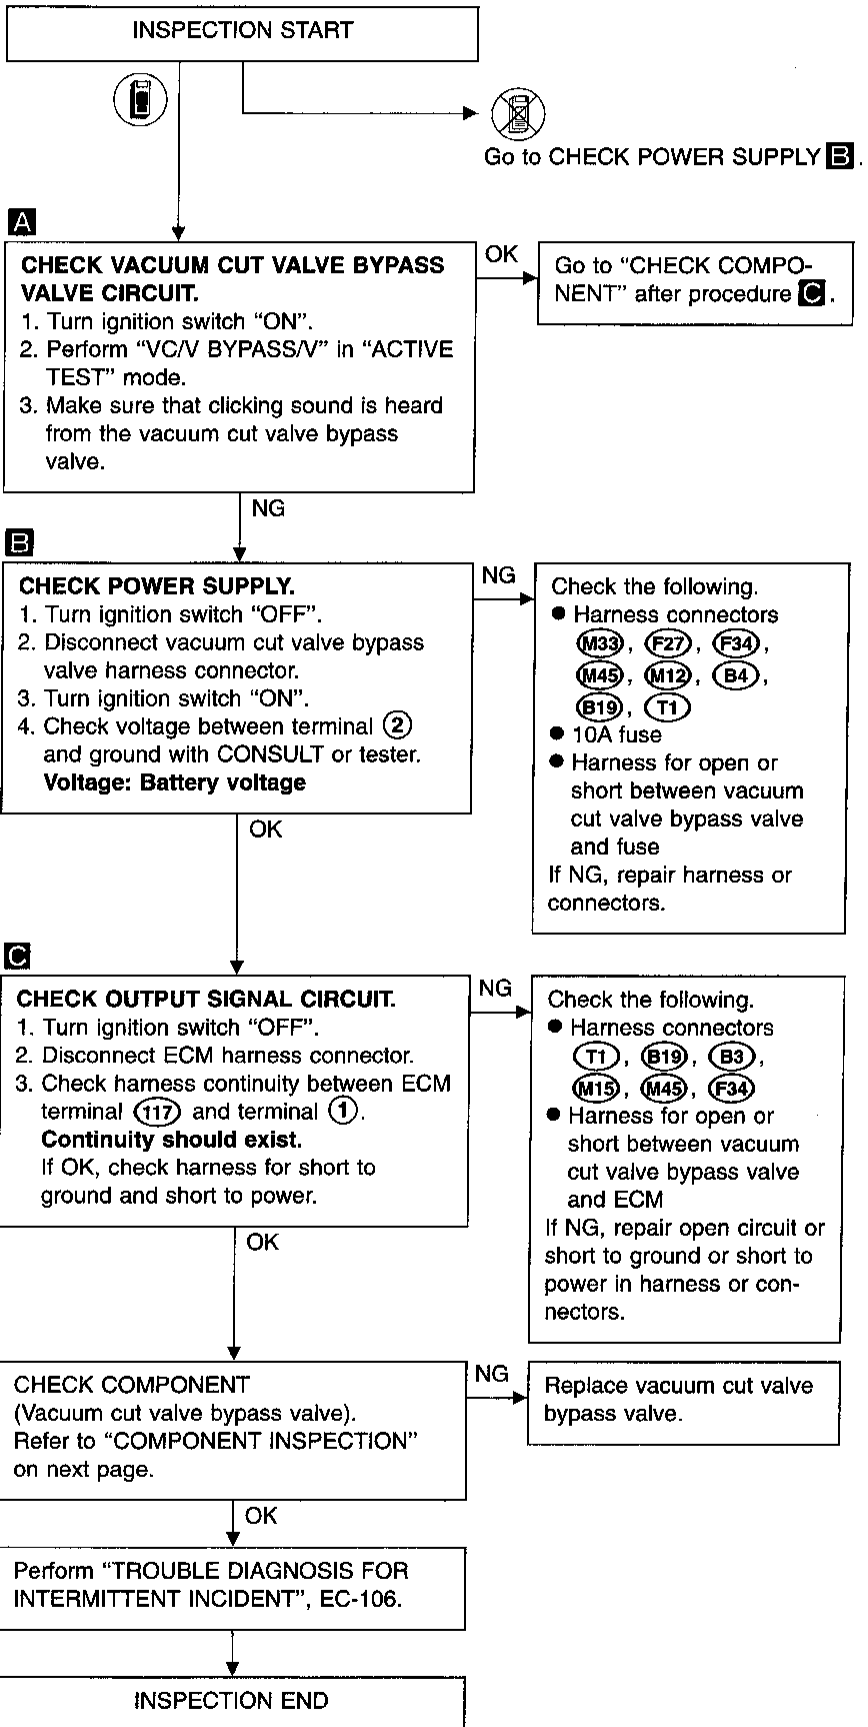 INSPECTION START
Go to CHECK POWER SUPPLY B .
A
CHECK VACUUM CUT VALVE BYPASS
VALVE CIRCUIT.
1. Turn ignition switch “ON”.
2. Perform “VC/V BYPASS/V” in “ACTIVE
TEST” mode.
3. Make sure that clicking sound is heard
from the vacuum cut valve bypass
valve.
OK
Go to “CHECK COMPO-
NENT” after procedure C .
NG
B
CHECK POWER SUPPLY.
1. Turn ignition switch “OFF”.
2. Disconnect vacuum cut valve bypass
valve harness connector.
3. Turn ignition switch “ON”.
4. Check voltage between terminal 2
and ground with CONSULT or tester.
Voltage: Battery voltage
NG
Check the following.
● Harness connectors
M33 , F27 , F34 ,
M45 , M12 , B4 ,
B19 , T1
● 10A fuse
● Harness for open or
short between vacuum
cut valve bypass valve
and fuse
If NG, repair harness or
connectors.
OK
C
CHECK OUTPUT SIGNAL CIRCUIT.
1. Turn ignition switch “OFF”.
2. Disconnect ECM harness connector.
3. Check harness continuity between ECM
terminal 117 and terminal 1 .
Continuity should exist.
If OK, check harness for short to
ground and short to power.
NG
Check the following.
● Harness connectors
T1 , B19 , B3 ,
M15 , M45 , F34
● Harness for open or
short between vacuum
cut valve bypass valve
and ECM
If NG, repair open circuit or
short to ground or short to
power in harness or con-
nectors.
OK
CHECK COMPONENT
(Vacuum cut valve bypass valve).
Refer to “COMPONENT INSPECTION”
on next page.
NG
Replace vacuum cut valve
bypass valve.
OK
Perform “TROUBLE DIAGNOSIS FOR
INTERMITTENT INCIDENT”, EC-106.
INSPECTION END